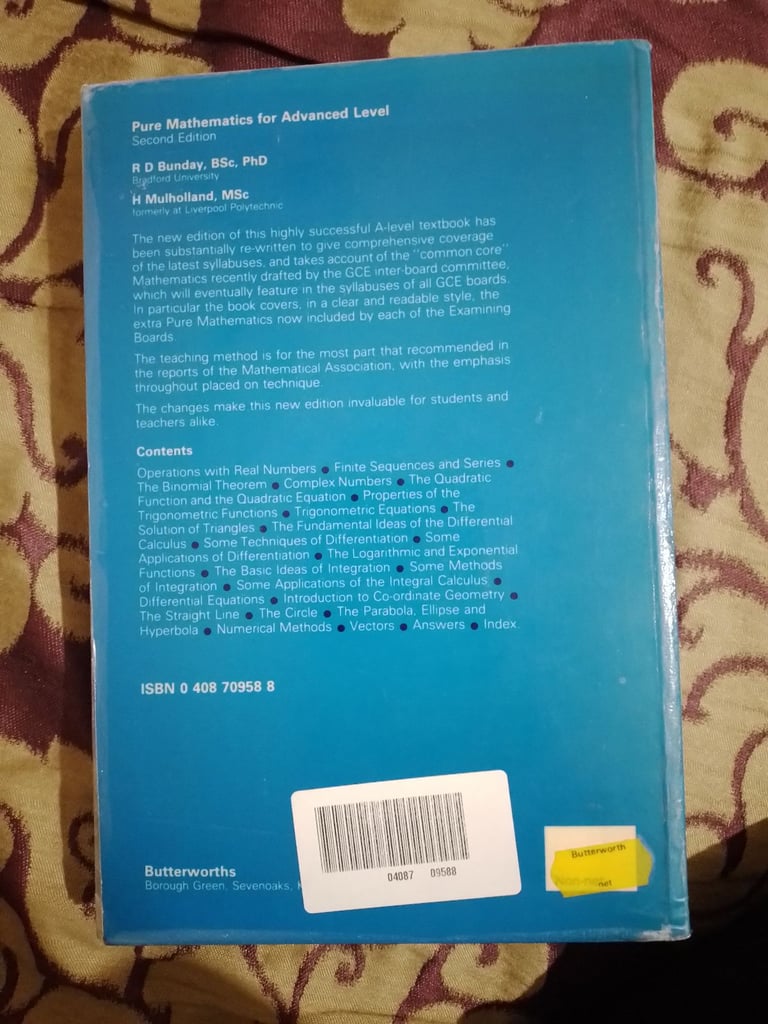 Pure Mathematics for Advanced Level
Second Edition
R D Bunday, BSc, PhD
Bradford University
H Mulholland, MSc
formerly at Liverpool Polytechnic
The new edition of this highly successful A-level textbook has
been substantially re-written to give comprehensive coverage
of the latest syllabuses, and takes account of the "common core"
Mathematics recently drafted by the GCE inter-board committee,
which will eventually feature in the syllabuses of all GCE boards.
In particular the book covers, in a clear and readable style, the
extra Pure Mathematics now included by each of the Examining
Boards.
The teaching method is for the most part that recommended in
the reports of the Mathematical Association, with the emphasis
throughout placed on technique.
The changes make this new edition invaluable for students and
teachers alike.
Contents
Operations with Real Numbers ● Finite Sequences and Series ●
The Binomial Theorem ● Complex Numbers ● The Quadratic
Function and the Quadratic Equation ● Properties of the
Trigonometric Functions ● Trigonometric Equations ● The
Solution of Triangles ● The Fundamental Ideas of the Differential
Calculus ● Some Techniques of Differentiation ● Some
Applications of Differentiation ● The Logarithmic and Exponential
Functions ● The Basic Ideas of Integration ● Some Methods
of Integration ● Some Applications of the Integral Calculus ●
Differential Equations ● Introduction to Co-ordinate Geometry ●
The Straight Line ● The Circle ● The Parabola, Ellipse and
Hyperbola ● Numerical Methods ● Vectors ● Answers ● Index.
ISBN 0 408 70958 8
04087 09588
Butterworths
Borough Green, Sevenoaks,
Butterworth
net